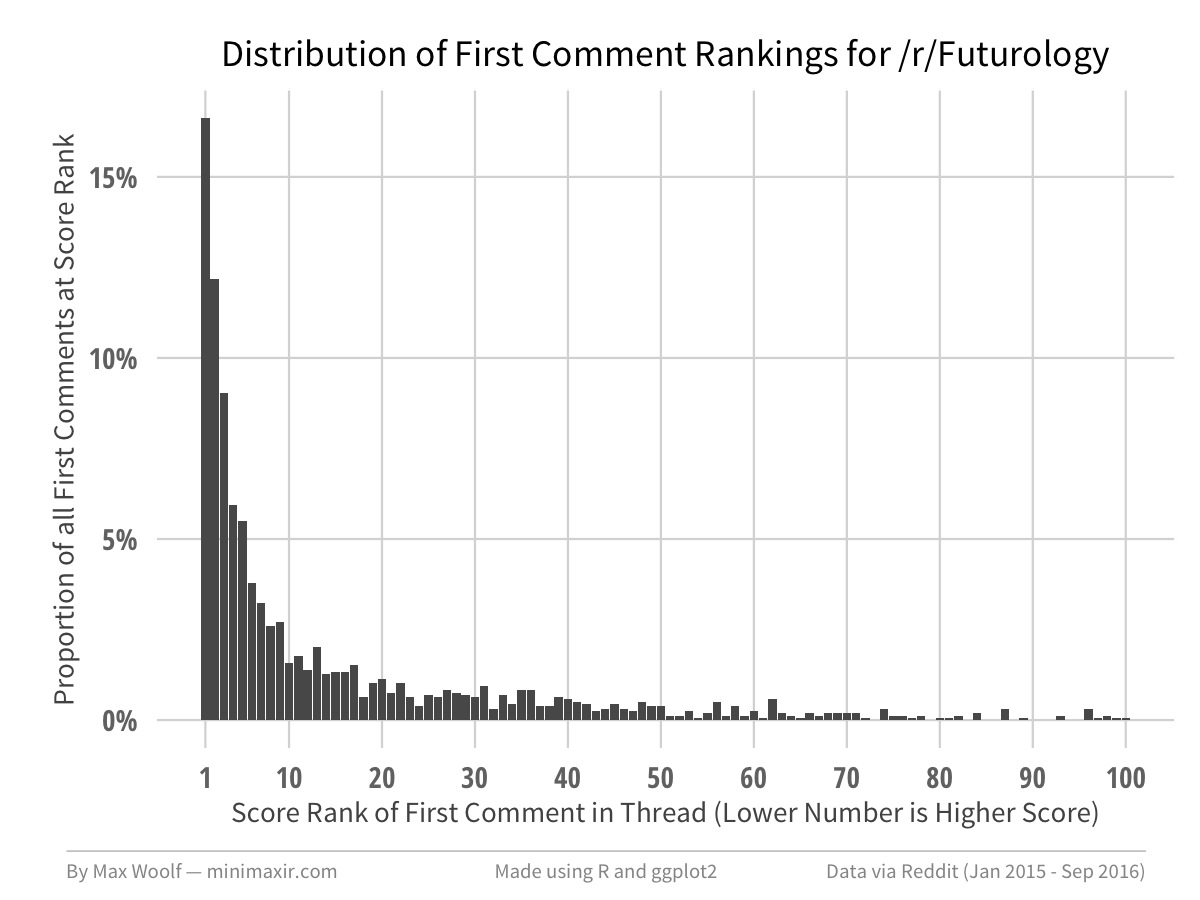 Distribution of First Comment Rankings for /r/Futurology
Proportion of all First Comments at Score Rank
15%
10%
5%
0%
1 10 20 30 40 50 60 70 80 90 100
Score Rank of First Comment in Thread (Lower Number is Higher Score)
By Max Woolf — minimaxir.com Made using R and ggplot2 Data via Reddit (Jan 2015 - Sep 2016)